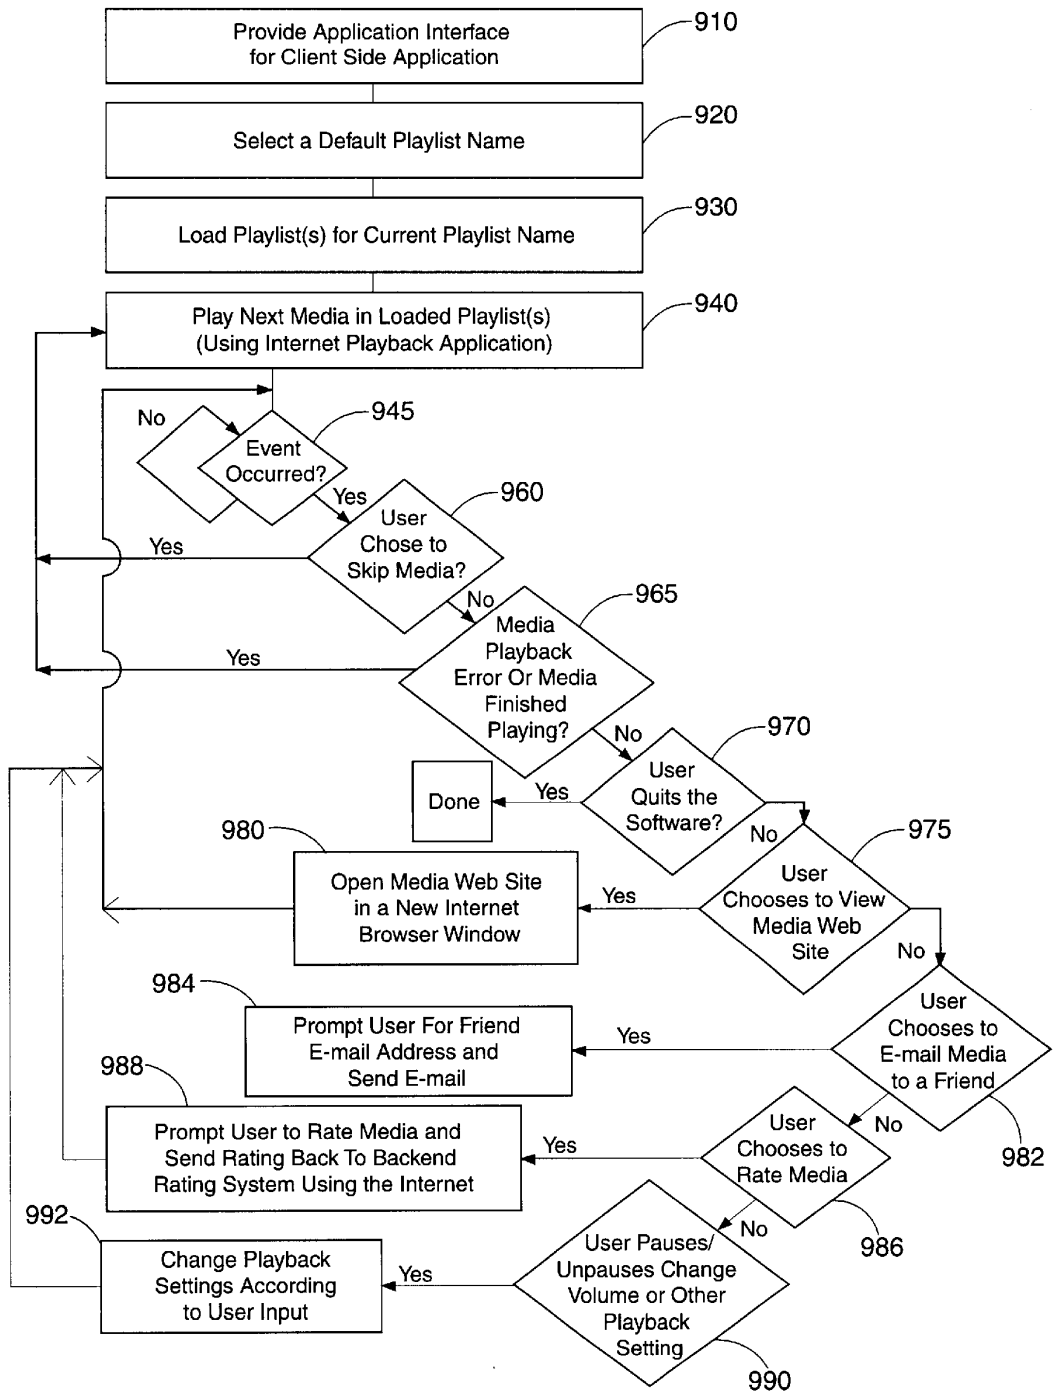 Provide Application Interface
for Client Side Application
910
Select a Default Playlist Name
920
Load Playlist(s) for Current Playlist Name
930
Play Next Media in Loaded Playlist(s)
(Using Internet Playback Application)
940
No
Event
Occurred?
945
Yes
User
Chose to
Skip Media?
960
Yes
No
Media
Playback
Error Or Media
Finished
Playing?
965
Yes
No
User
Quits the
Software?
970
Yes
Done
No
User
Chooses to View
Media Web
Site
975
Yes
980
Open Media Web Site
in a New Internet
Browser Window
No
User
Chooses to
E-mail Media
to a Friend
982
Yes
984
Prompt User For Friend
E-mail Address and
Send E-mail
No
User
Chooses to
Rate Media
986
Yes
988
Prompt User to Rate Media and
Send Rating Back To Backend
Rating System Using the Internet
No
User Pauses/
Unpauses Change
Volume or Other
Playback
Setting
990
Yes
992
Change Playback
Settings According
to User Input